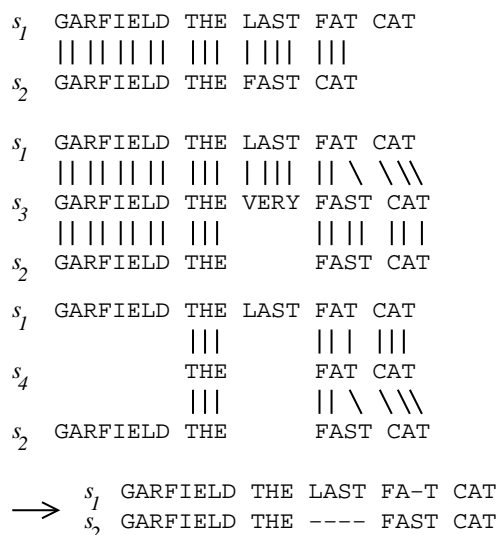 s1 GARFIELD THE LAST FAT CAT
s2 GARFIELD THE FAST CAT
s1 GARFIELD THE LAST FAT CAT
s3 GARFIELD THE VERY FAST CAT
s2 GARFIELD THE FAST CAT
s1 GARFIELD THE LAST FAT CAT
s4 THE FAT CAT
s2 GARFIELD THE FAST CAT
s1 GARFIELD THE LAST FA-T CAT
s2 GARFIELD THE ---- FAST CAT